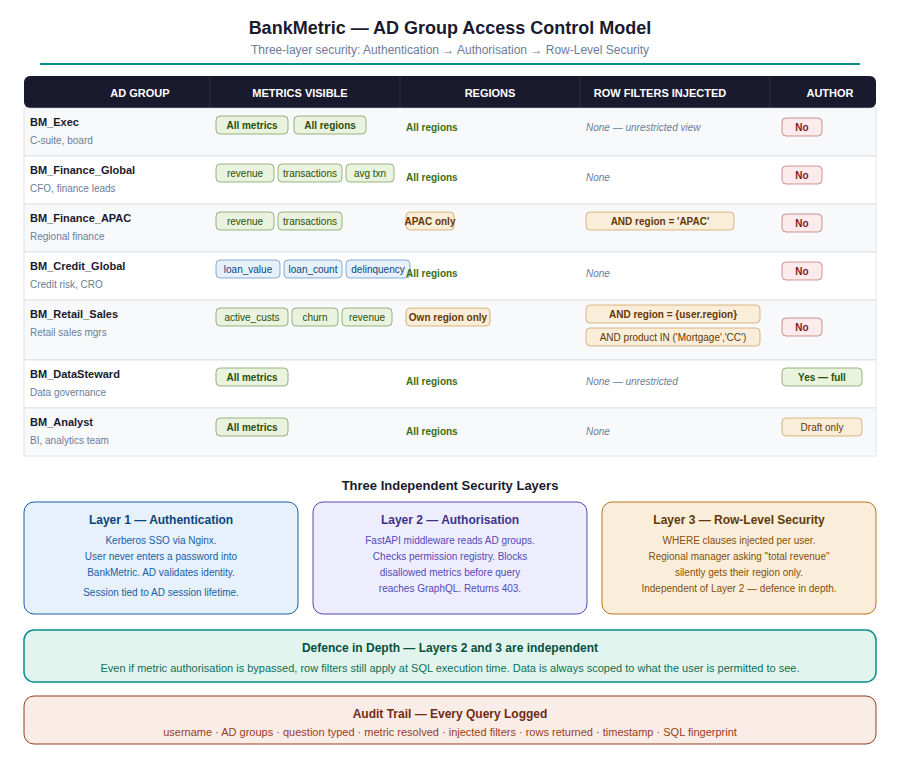 BankMetric — AD Group Access Control Model
Three-layer security: Authentication → Authorisation → Row-Level Security
AD GROUP METRICS VISIBLE REGIONS ROW FILTERS INJECTED AUTHOR
BM_Exec
C-suite, board
All metrics All regions All regions None — unrestricted view No
BM_Finance_Global
CFO, finance leads
revenue transactions avg txn All regions None No
BM_Finance_APAC
Regional finance
revenue transactions APAC only AND region = 'APAC' No
BM_Credit_Global
Credit risk, CRO
loan_value loan_count delinquency All regions None No
BM_Retail_Sales
Retail sales mgrs
active_custs churn revenue Own region only AND region = {user.region}
AND product IN ('Mortgage','CC') No
BM_DataSteward
Data governance
All metrics All regions None — unrestricted Yes — full
BM_Analyst
BI, analytics team
All metrics All regions None Draft only
Three Independent Security Layers
Layer 1 — Authentication
Kerberos SSO via Nginx.
User never enters a password into
BankMetric. AD validates identity.
Session tied to AD session lifetime.
Layer 2 — Authorisation
FastAPI middleware reads AD groups.
Checks permission registry. Blocks
disallowed metrics before query
reaches GraphQL. Returns 403.
Layer 3 — Row-Level Security
WHERE clauses injected per user.
Regional manager asking "total revenue"
silently gets their region only.
Independent of Layer 2 — defence in depth.
Defence in Depth — Layers 2 and 3 are independent
Even if metric authorisation is bypassed, row filters still apply at SQL execution time. Data is always scoped to what the user is permitted to see.
Audit Trail — Every Query Logged
username · AD groups · question typed · metric resolved · injected filters · rows returned · timestamp · SQL fingerprint